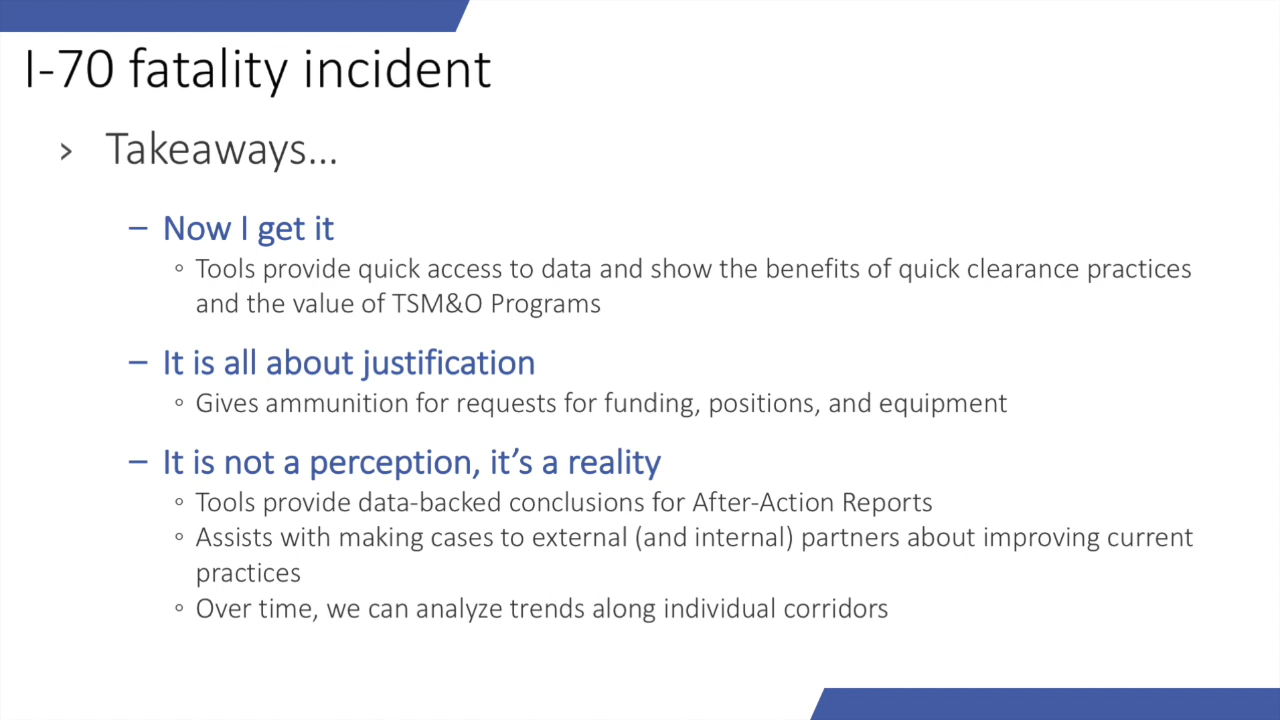 I-70 fatality incident
› Takeaways...
– Now I get it
◦ Tools provide quick access to data and show the benefits of quick clearance practices
and the value of TSM&O Programs
– It is all about justification
◦ Gives ammunition for requests for funding, positions, and equipment
– It is not a perception, it’s a reality
◦ Tools provide data-backed conclusions for After-Action Reports
◦ Assists with making cases to external (and internal) partners about improving current
practices
◦ Over time, we can analyze trends along individual corridors